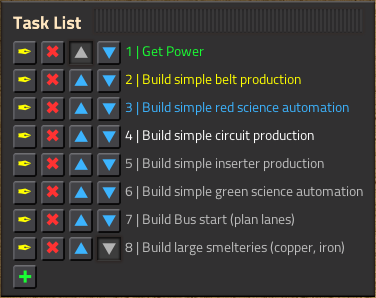 Task List
1 | Get Power
2 | Build simple belt production
3 | Build simple red science automation
4 | Build simple circuit production
5 | Build simple inserter production
6 | Build simple green science automation
7 | Build Bus start (plan lanes)
8 | Build large smelteries (copper, iron)